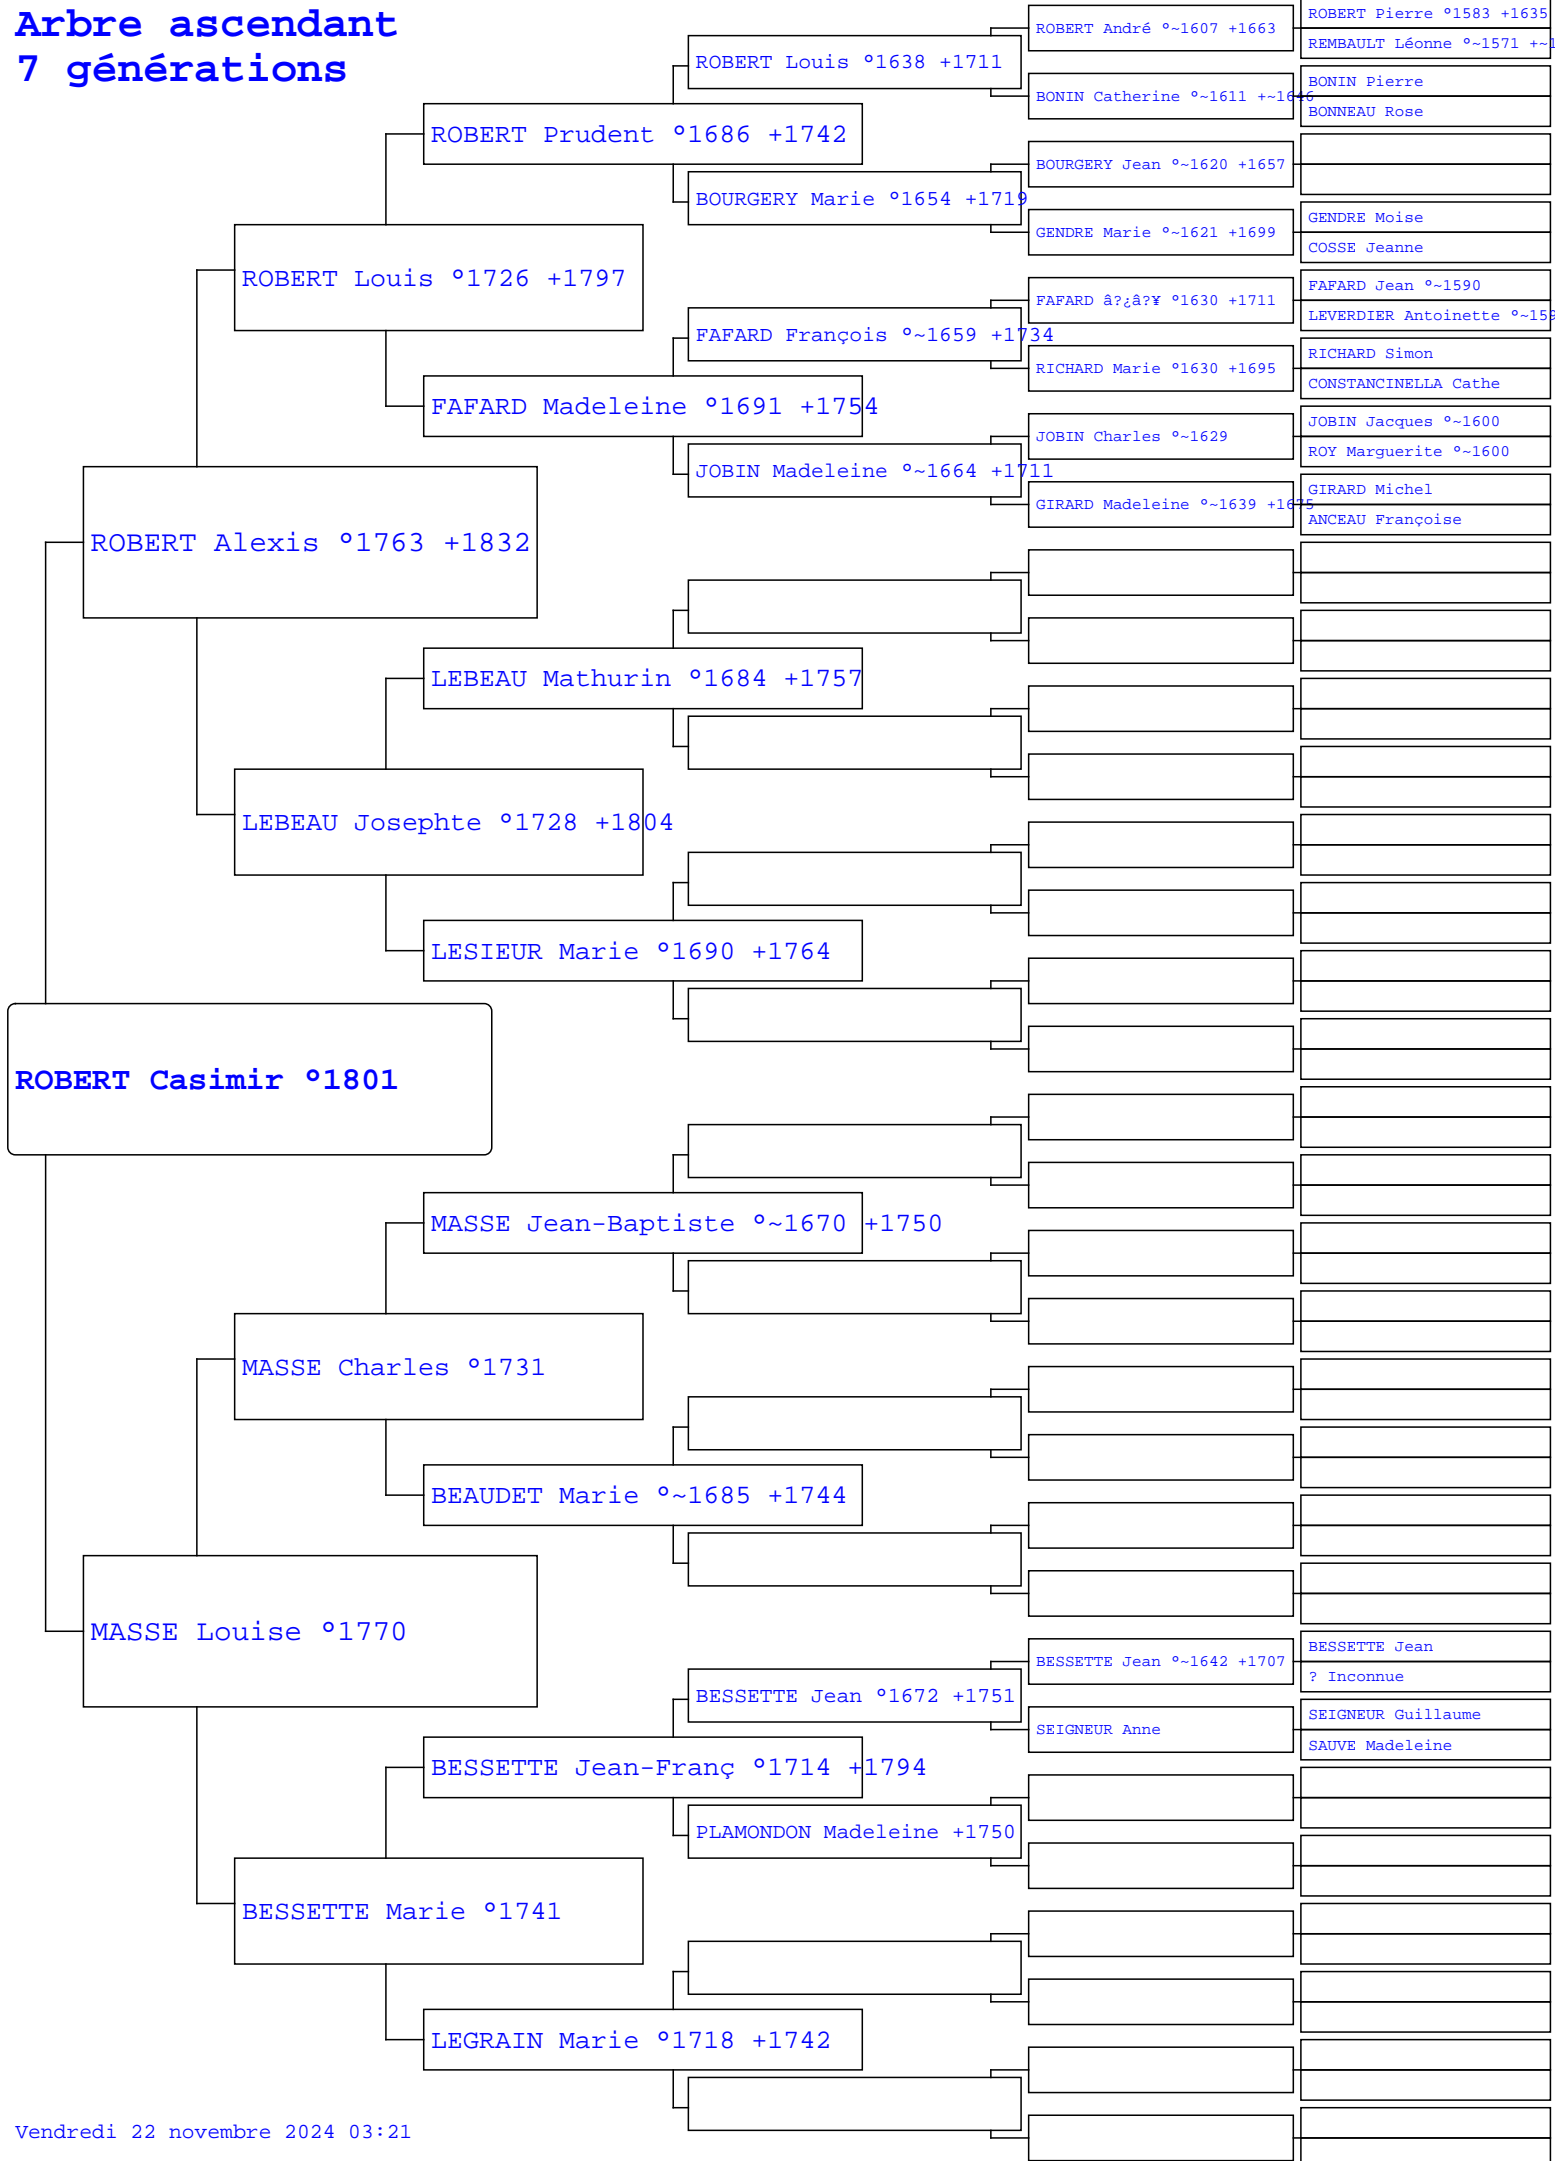 Arbre ascendant
7 générations
ROBERT Casimir °1801
ROBERT Alexis °1763 +1832
MASSE Louise °1770
ROBERT Louis °1726 +1797
LEBEAU Josephte °1728 +1804
MASSE Charles °1731
BESSETTE Marie °1741
ROBERT Prudent °1686 +1742
FAFARD Madeleine °1691 +1754
LEBEAU Mathurin °1684 +1757
LESIEUR Marie °1690 +1764
MASSE Jean-Baptiste °~1670 +1750
BEAUDET Marie °~1685 +1744
BESSETTE Jean-Franç °1714 +1794
LEGRAIN Marie °1718 +1742
ROBERT Louis °1638 +1711
BOURGERY Marie °1654 +1719
FAFARD François °~1659 +1734
JOBIN Madeleine °~1664 +1711
BESSETTE Jean °1672 +1751
PLAMONDON Madeleine +1750
ROBERT André °~1607 +1663
BONIN Catherine °~1611 +~1646
BOURGERY Jean °~1620 +1657
GENDRE Marie °~1621 +1699
FAFARD â?¿â?¥ °1630 +1711
RICHARD Marie °1630 +1695
JOBIN Charles °~1629
GIRARD Madeleine °~1639 +1675
BESSETTE Jean °~1642 +1707
SEIGNEUR Anne
ROBERT Pierre °1583 +1635
REMBAULT Léonne °~1571 +~1
BONIN Pierre
BONNEAU Rose
GENDRE Moise
COSSE Jeanne
FAFARD Jean °~1590
LEVERDIER Antoinette °~159
RICHARD Simon
CONSTANCINELLA Cathe
JOBIN Jacques °~1600
ROY Marguerite °~1600
GIRARD Michel
ANCEAU Françoise
BESSETTE Jean
? Inconnue
SEIGNEUR Guillaume
SAUVE Madeleine
Vendredi 22 novembre 2024 03:21